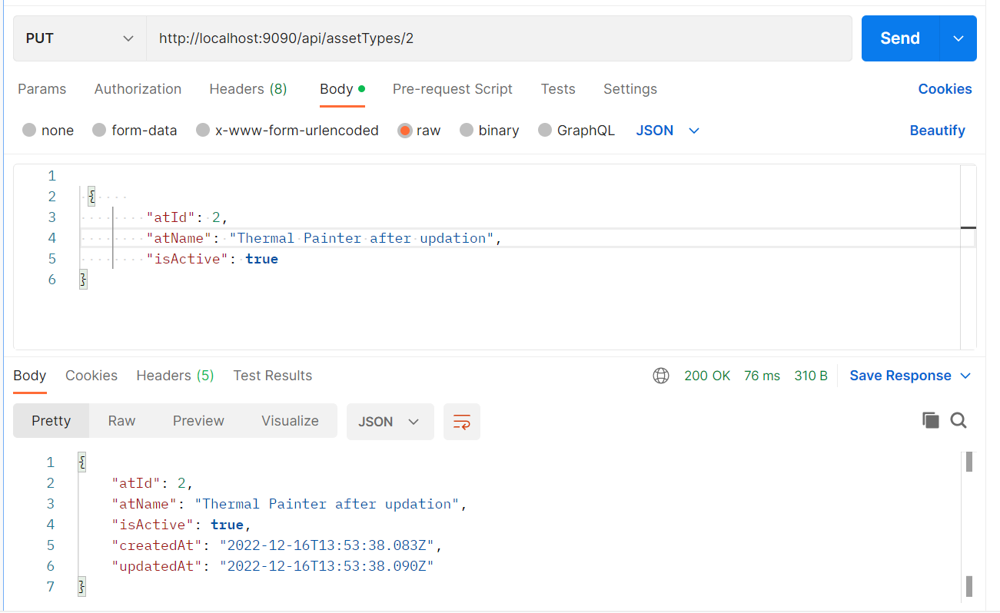 PUT http://localhost:9090/api/assetTypes/2 Send
Params Authorization Headers (8) Body Pre-request Script Tests Settings Cookies
none form-data x-www-form-urlencoded raw binary GraphQL JSON Beautify
1
2 {
3 "atId": 2,
4 "atName": "Thermal Painter after updation",
5 "isActive": true
6 }
Body Cookies Headers (5) Test Results 200 OK 76 ms 310 B Save Response
Pretty Raw Preview Visualize JSON
1 {
2 "atId": 2,
3 "atName": "Thermal Painter after updation",
4 "isActive": true,
5 "createdAt": "2022-12-16T13:53:38.083Z",
6 "updatedAt": "2022-12-16T13:53:38.090Z"
7 }